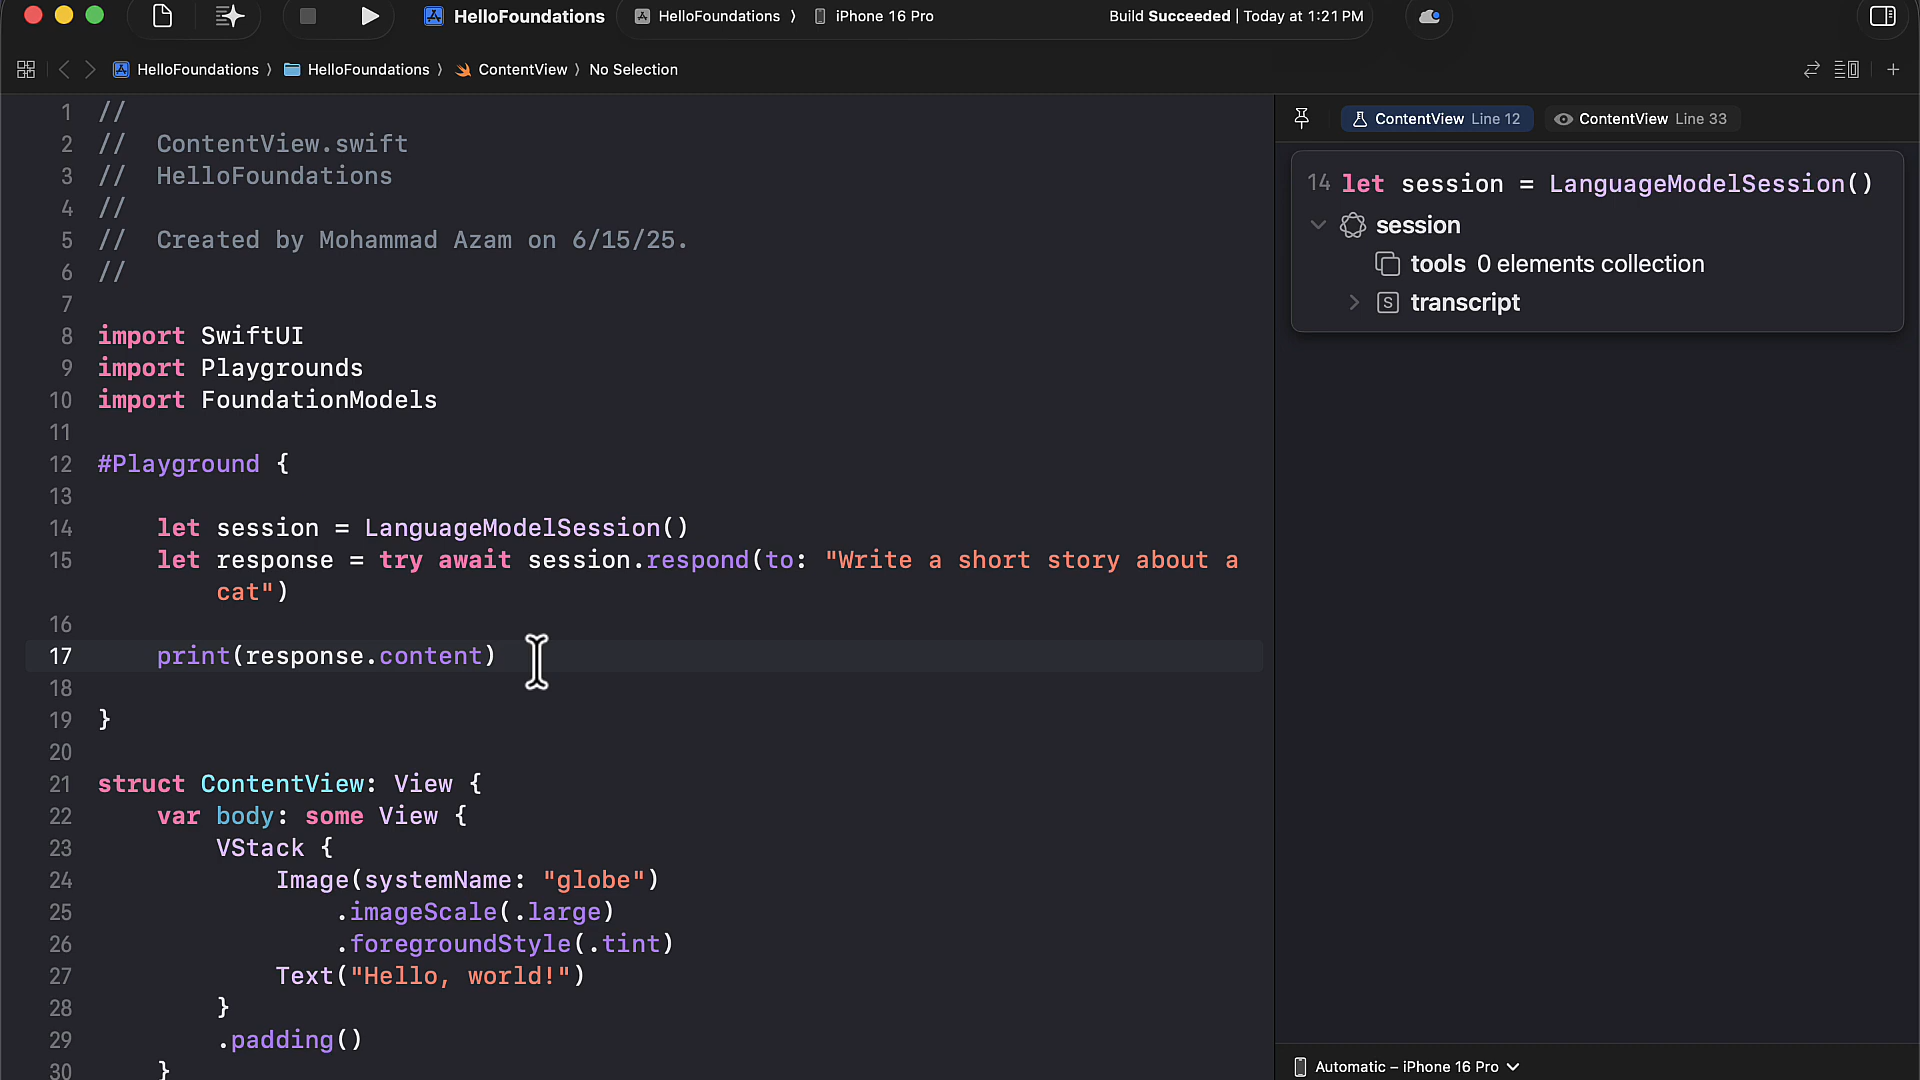 HelloFoundations
HelloFoundations 〉 iPhone 16 Pro
Build Succeeded | Today at 1:21 PM
HelloFoundations 〉 HelloFoundations 〉 ContentView 〉 No Selection
1 //
2 //  ContentView.swift
3 //  HelloFoundations
4 //
5 //  Created by Mohammad Azam on 6/15/25.
6 //
7
8 import SwiftUI
9 import Playgrounds
10 import FoundationModels
11
12 #Playground {
13
14     let session = LanguageModelSession()
15     let response = try await session.respond(to: "Write a short story about a
        cat")
16
17     print(response.content)
18
19 }
20
21 struct ContentView: View {
22     var body: some View {
23         VStack {
24             Image(systemName: "globe")
25                 .imageScale(.large)
26                 .foregroundStyle(.tint)
27             Text("Hello, world!")
28         }
29         .padding()
30     }
ContentView Line 12
ContentView Line 33
14 let session = LanguageModelSession()
session
tools 0 elements collection
S transcript
Automatic – iPhone 16 Pro